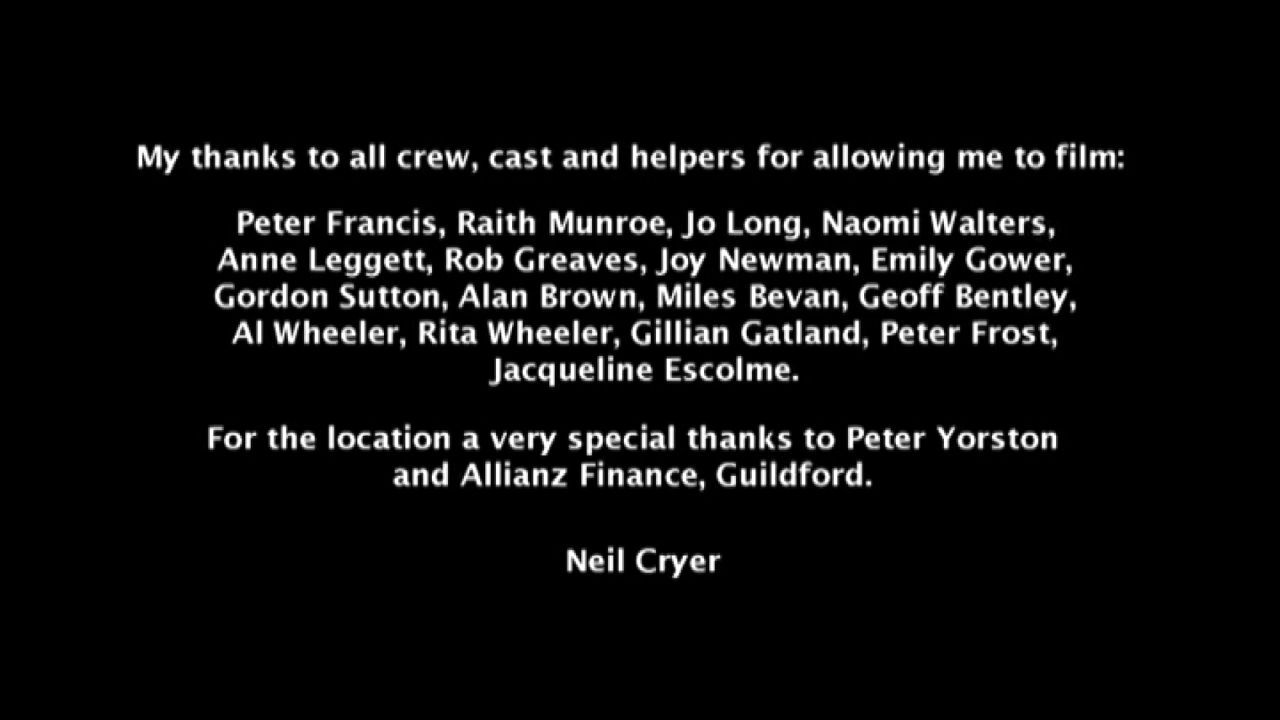 My thanks to all crew, cast and helpers for allowing me to film:
Peter Francis, Raith Munroe, Jo Long, Naomi Walters,
Anne Leggett, Rob Greaves, Joy Newman, Emily Gower,
Gordon Sutton, Alan Brown, Miles Bevan, Geoff Bentley,
Al Wheeler, Rita Wheeler, Gillian Gatland, Peter Frost,
Jacqueline Escolme.
For the location a very special thanks to Peter Yorston
and Allianz Finance, Guildford.
Neil Cryer